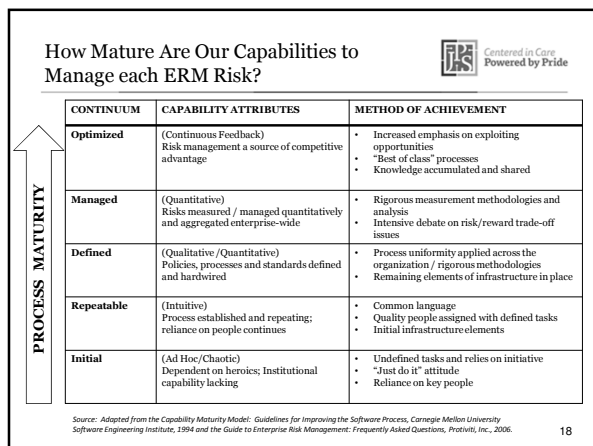 How Mature Are Our Capabilities to
Manage each ERM Risk?
Centered in Care
Powered by Pride
CONTINUUM CAPABILITY ATTRIBUTES METHOD OF ACHIEVEMENT
PROCESS MATURITY
Optimized
(Continuous Feedback)
Risk management a source of competitive
advantage
• Increased emphasis on exploiting
opportunities
• “Best of class” processes
• Knowledge accumulated and shared
Managed
(Quantitative)
Risks measured / managed quantitatively
and aggregated enterprise-wide
• Rigorous measurement methodologies and
analysis
• Intensive debate on risk/reward trade-off
issues
Defined
(Qualitative /Quantitative)
Policies, processes and standards defined
and hardwired
• Process uniformity applied across the
organization / rigorous methodologies
• Remaining elements of infrastructure in place
Repeatable
(Intuitive)
Process established and repeating;
reliance on people continues
• Common language
• Quality people assigned with defined tasks
• Initial infrastructure elements
Initial
(Ad Hoc/Chaotic)
Dependent on heroics; Institutional
capability lacking
• Undefined tasks and relies on initiative
• “Just do it” attitude
• Reliance on key people
Source: Adapted from the Capability Maturity Model: Guidelines for Improving the Software Process, Carnegie Mellon University
Software Engineering Institute, 1994 and the Guide to Enterprise Risk Management: Frequently Asked Questions, Protiviti, Inc., 2006.
18